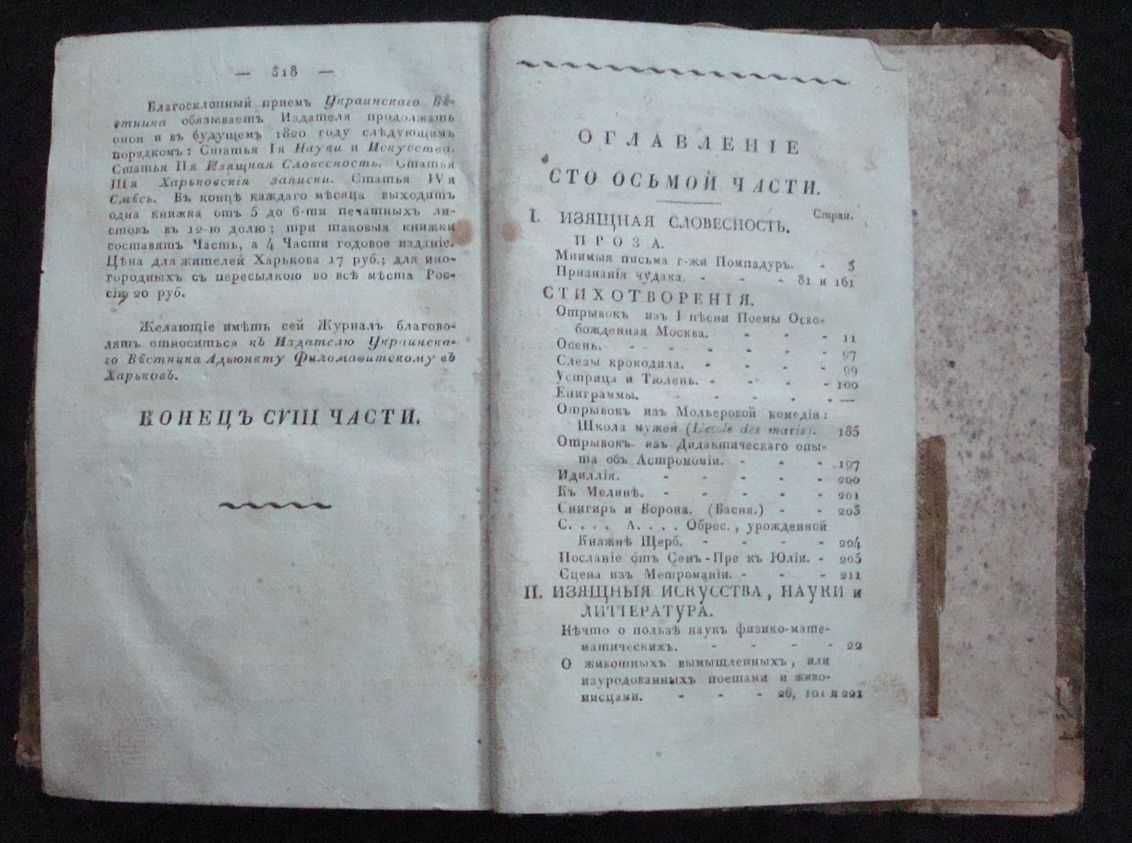 — 318 —
Благосклонный пріемъ Украинскаго Вѣ-
стника обязываетъ Издателя продолжать
оной и въ будущемъ 1820 году слѣдующимъ
порядкомъ: Статья Iя Науки и Искусства.
Статья IIя Изящная Словесность. Статья
IIIя Харьковскія записки. Статья IVя
Смѣсь. Въ концѣ каждаго мѣсяца выходитъ
одна книжка отъ 5 до 6-ти печатныхъ ли-
стовъ въ 12-ю долю; три таковыя книжки
составятъ Часть, а 4 Части годовое изданіе.
Цѣна для жителей Харькова 17 руб.; для ино-
городныхъ съ пересылкою во всѣ мѣста Рос-
сіи 20 руб.
Желающіе имѣть сей Журналъ благово-
лятъ относиться къ Издателю Украинска-
го Вѣстника Адъюнкту Филомаѳитскому въ
Харьковъ.
КОНЕЦЪ CVIII ЧАСТИ.
ОГЛАВЛЕНІЕ
СТО ОСЬМОЙ ЧАСТИ.
Стран.
I. ИЗЯЩНАЯ СЛОВЕСНОСТЬ.
ПРОЗА.
Мнимыя письма г-жи Помпадуръ. - 3
Признанія чудака. - - - 81 и 161
СТИХОТВОРЕНІЯ.
Отрывокъ изъ I пѣсни Поемы Осво-
божденная Москва. - - - 11
Осень. - - - - - - 97
Слезы крокодила. - - - - 99
Устрица и Тюлень. - - - - 100
Епиграммы. - - - - - —
Отрывокъ изъ Мольеровой комедіи:
Школа мужей (L'ecole des maris). 185
Отрывокъ изъ Дидактическаго опы-
та объ Астрономіи. - - - 197
Идиллія. - - - - - 200
Къ Мелинѣ. - - - - - 201
Снигирь и Ворона. (Басня.) - - 203
С. . . . А. . . . Обрес., урожденной
Княжнѣ Щерб. - - - - 204
Посланіе отъ Сенъ-Пре къ Юліи. - 205
Сцена изъ Метроманіи. - - - 211
II. ИЗЯЩНЫЯ ИСКУССТВА, НАУКИ и
ЛИТТЕРАТУРА.
Нѣчто о пользѣ наукъ физико-мате-
матическихъ. - - - - 22
О животныхъ вымышленныхъ, или
изуродованныхъ поетами и живо-
писцами. - - - 26, 101 и 221